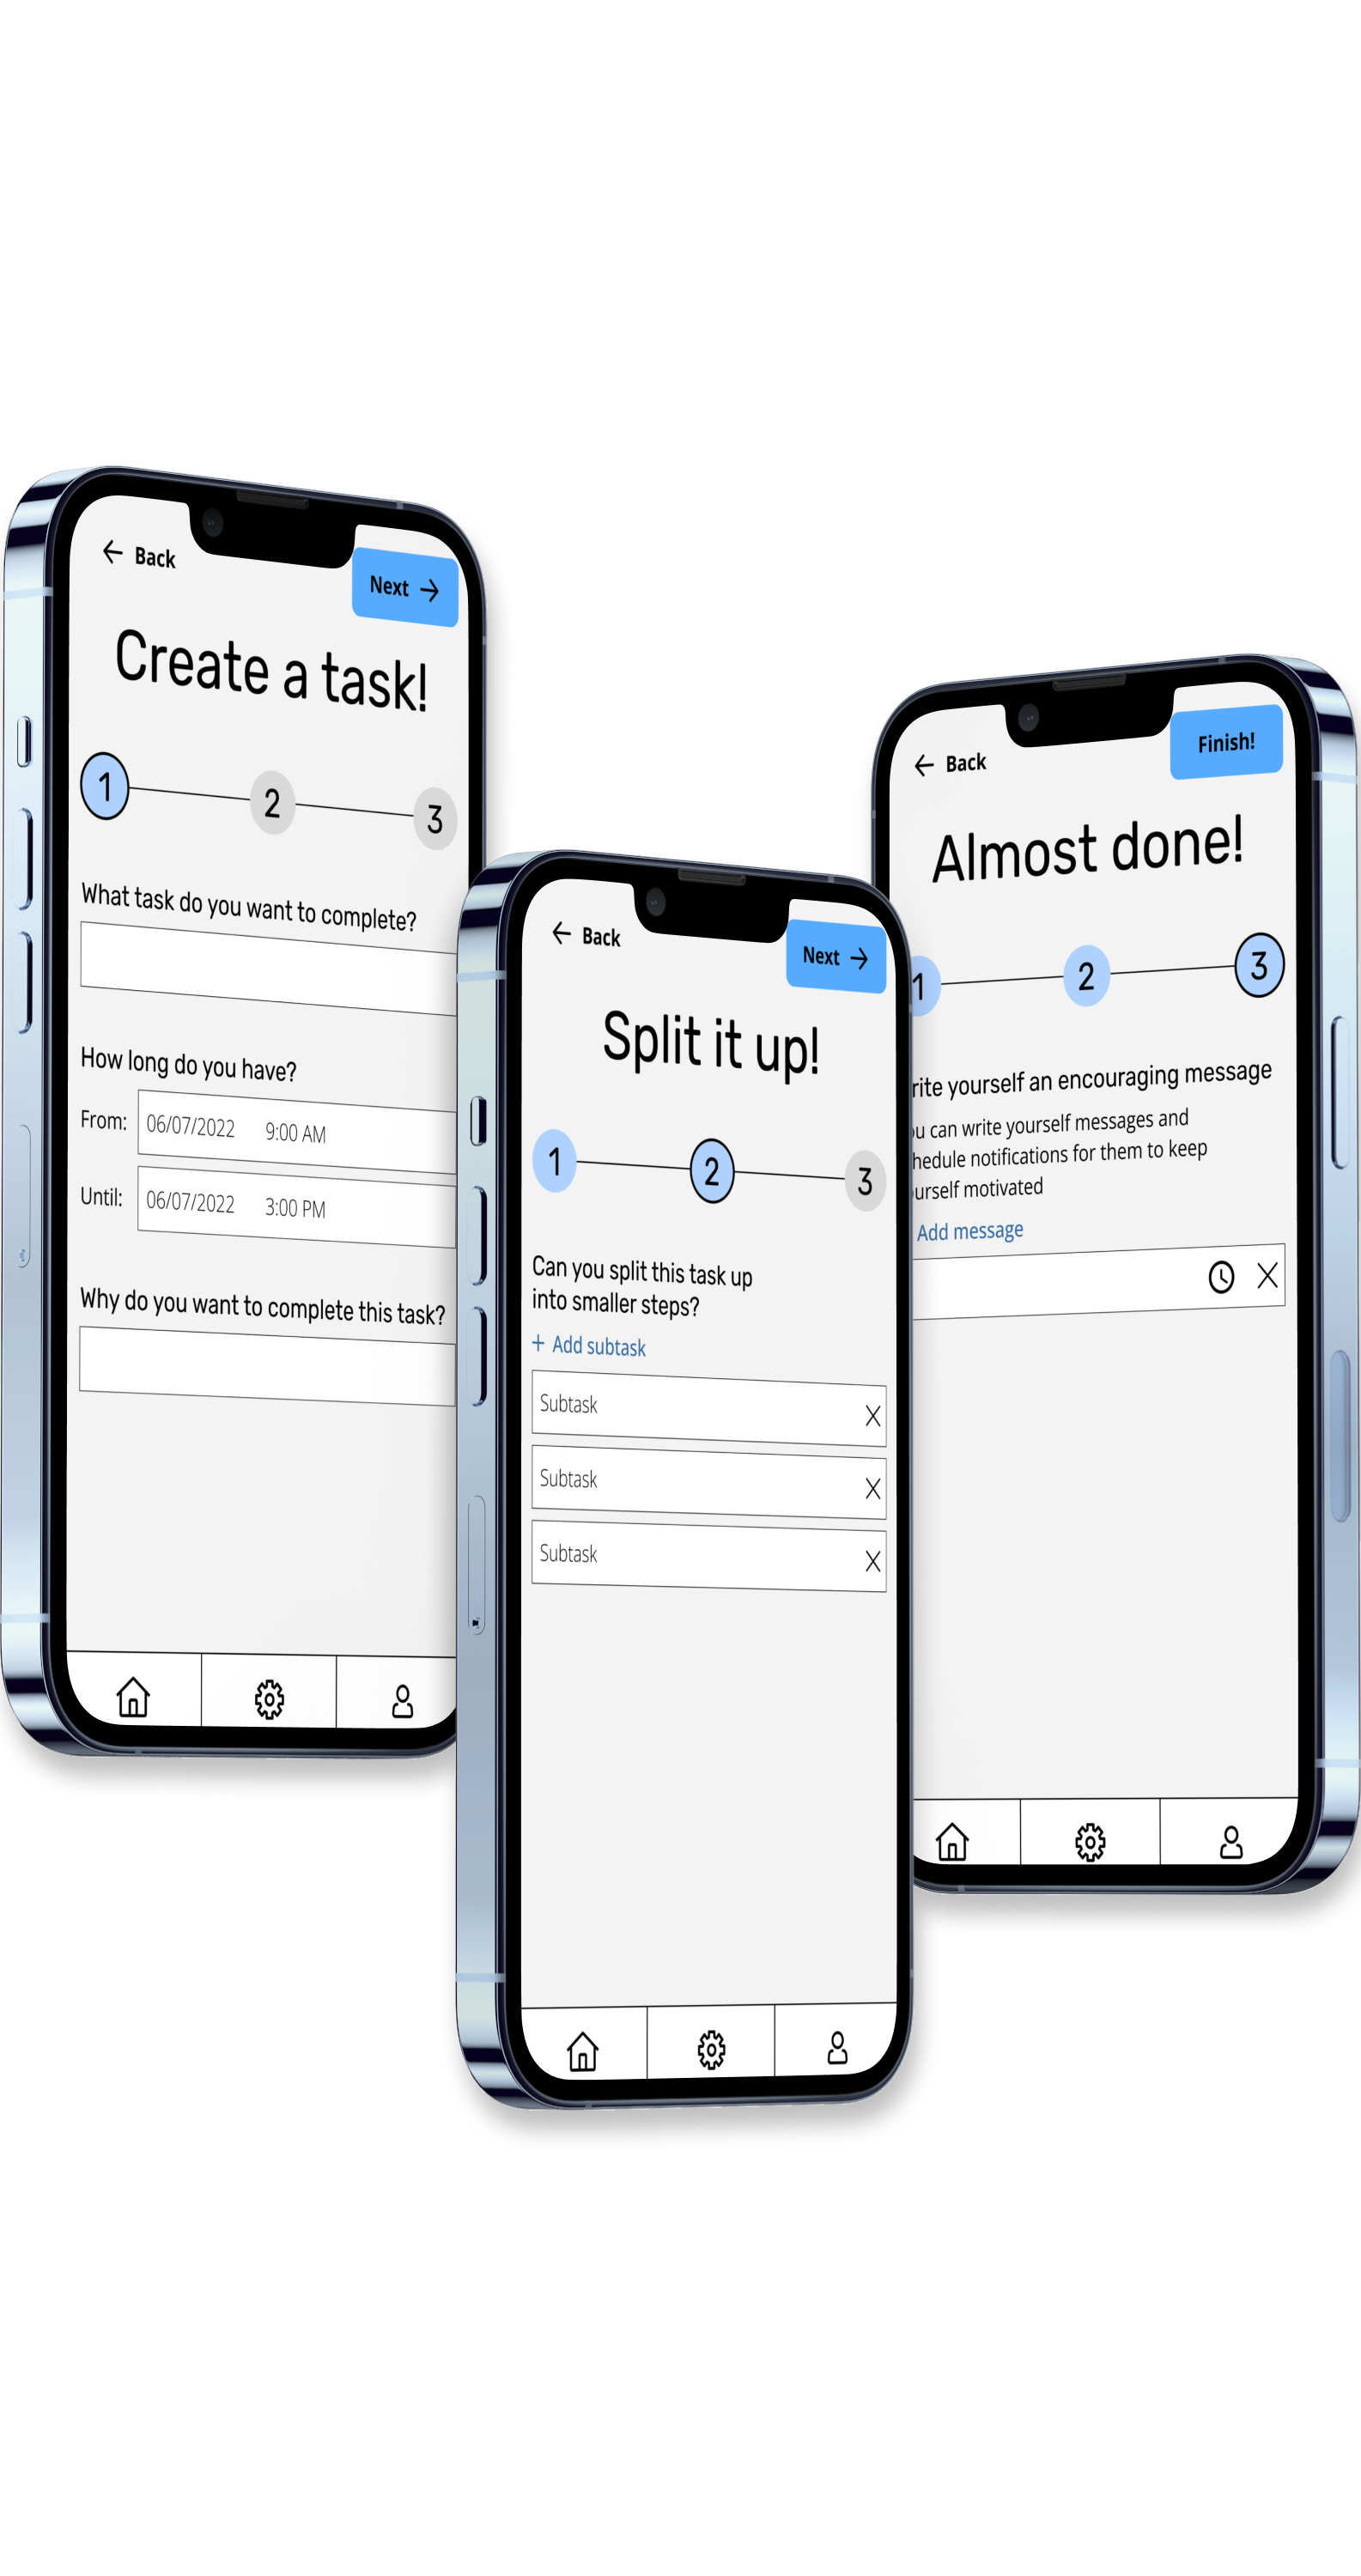 Back
Next
Create a task!
1
2
3
What task do you want to complete?
How long do you have?
From:
06/07/2022 9:00 AM
Until:
06/07/2022 3:00 PM
Why do you want to complete this task?
Back
Next
Split it up!
1
2
3
Can you split this task up
into smaller steps?
+ Add subtask
Subtask
Subtask
Subtask
Back
Finish!
Almost done!
1
2
3
rite yourself an encouraging message
u can write yourself messages and
hedule notifications for them to keep
urself motivated
Add message